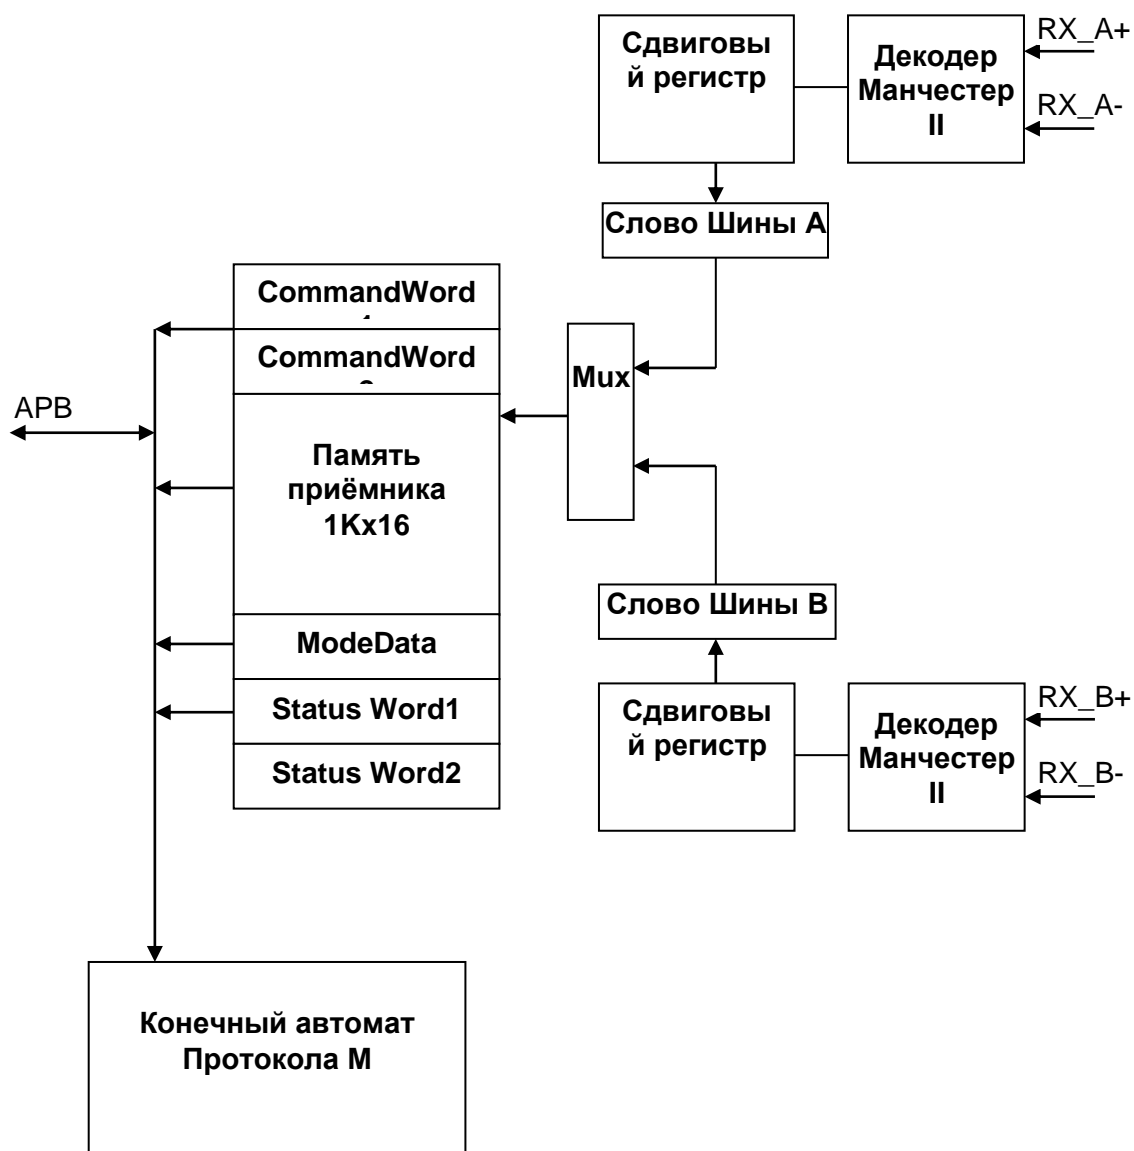 Сдвиговы
й регистр
Декодер
Манчестер
II
RX_A+
RX_A-
Слово Шины А
CommandWord
CommandWord
Mux
APB
Память
приёмника
1Kx16
Слово Шины В
ModeData
Status Word1
Status Word2
Сдвиговы
й регистр
Декодер
Манчестер
II
RX_B+
RX_B-
Конечный автомат
Протокола М